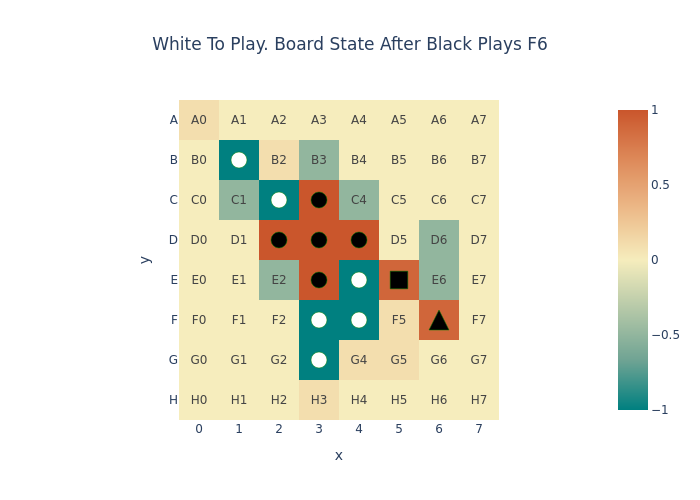 White To Play. Board State After Black Plays F6
A A0 A1 A2 A3 A4 A5 A6 A7 1
B B0 B2 B3 B4 B5 B6 B7
C C0 C1 C4 C5 C6 C7 0.5
D D0 D1 D5 D6 D7 0
y
E E0 E1 E2 E6 E7
F F0 F1 F2 F5 F7 −0.5
G G0 G1 G2 G4 G5 G6 G7
H H0 H1 H2 H3 H4 H5 H6 H7 −1
0 1 2 3 4 5 6 7
x